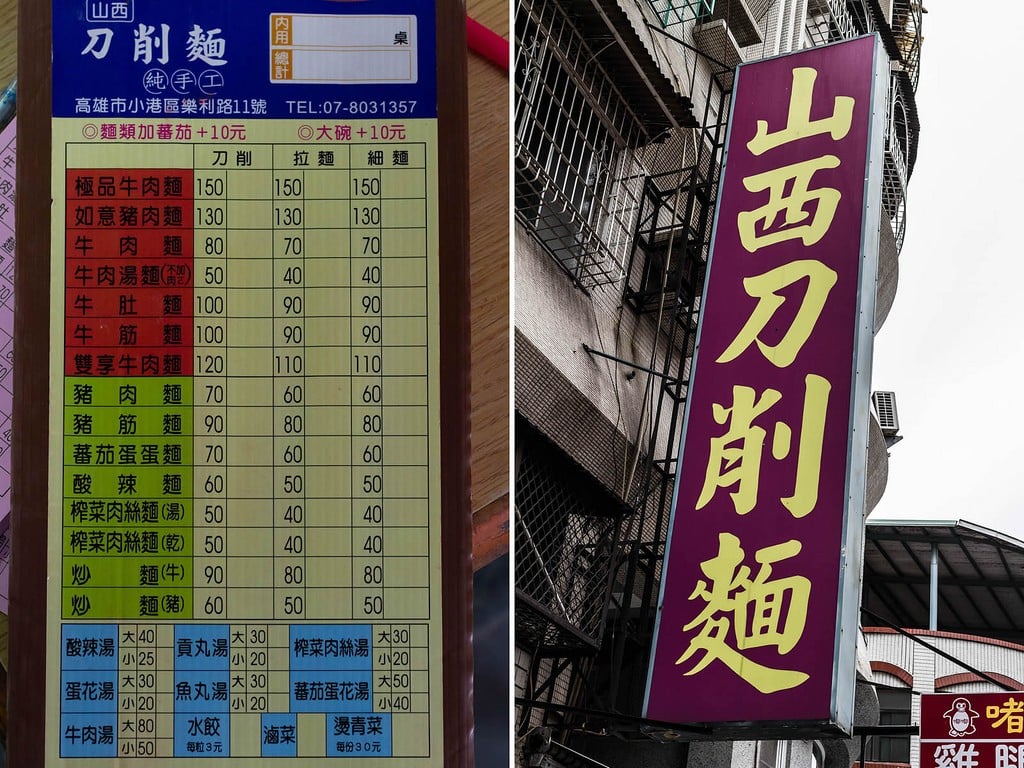 山西
刀削麵
純手工
內用 桌
總計
高雄市小港區樂利路11號 TEL:07-8031357
◎麵類加蕃茄+10元 ◎大碗+10元
刀削 拉麵 細麵
極品牛肉麵 150 150 150
如意豬肉麵 130 130 130
牛肉麵 80 70 70
牛肉湯麵(不加肉) 50 40 40
牛肚麵 100 90 90
牛筋麵 100 90 90
雙享牛肉麵 120 110 110
豬肉麵 70 60 60
豬筋麵 90 80 80
蕃茄蛋蛋麵 70 60 60
酸辣麵 60 50 50
榨菜肉絲麵(湯) 50 40 40
榨菜肉絲麵(乾) 50 40 40
炒麵(牛) 90 80 80
炒麵(豬) 60 50 50
酸辣湯 大40 小25 貢丸湯 大30 小20 榨菜肉絲湯 大30 小20
蛋花湯 大30 小20 魚丸湯 大30 小20 蕃茄蛋花湯 大50 小40
牛肉湯 大80 小50 水餃 每粒3元 滷菜 燙青菜 每份30元
山西刀削麵
啫
雞腿